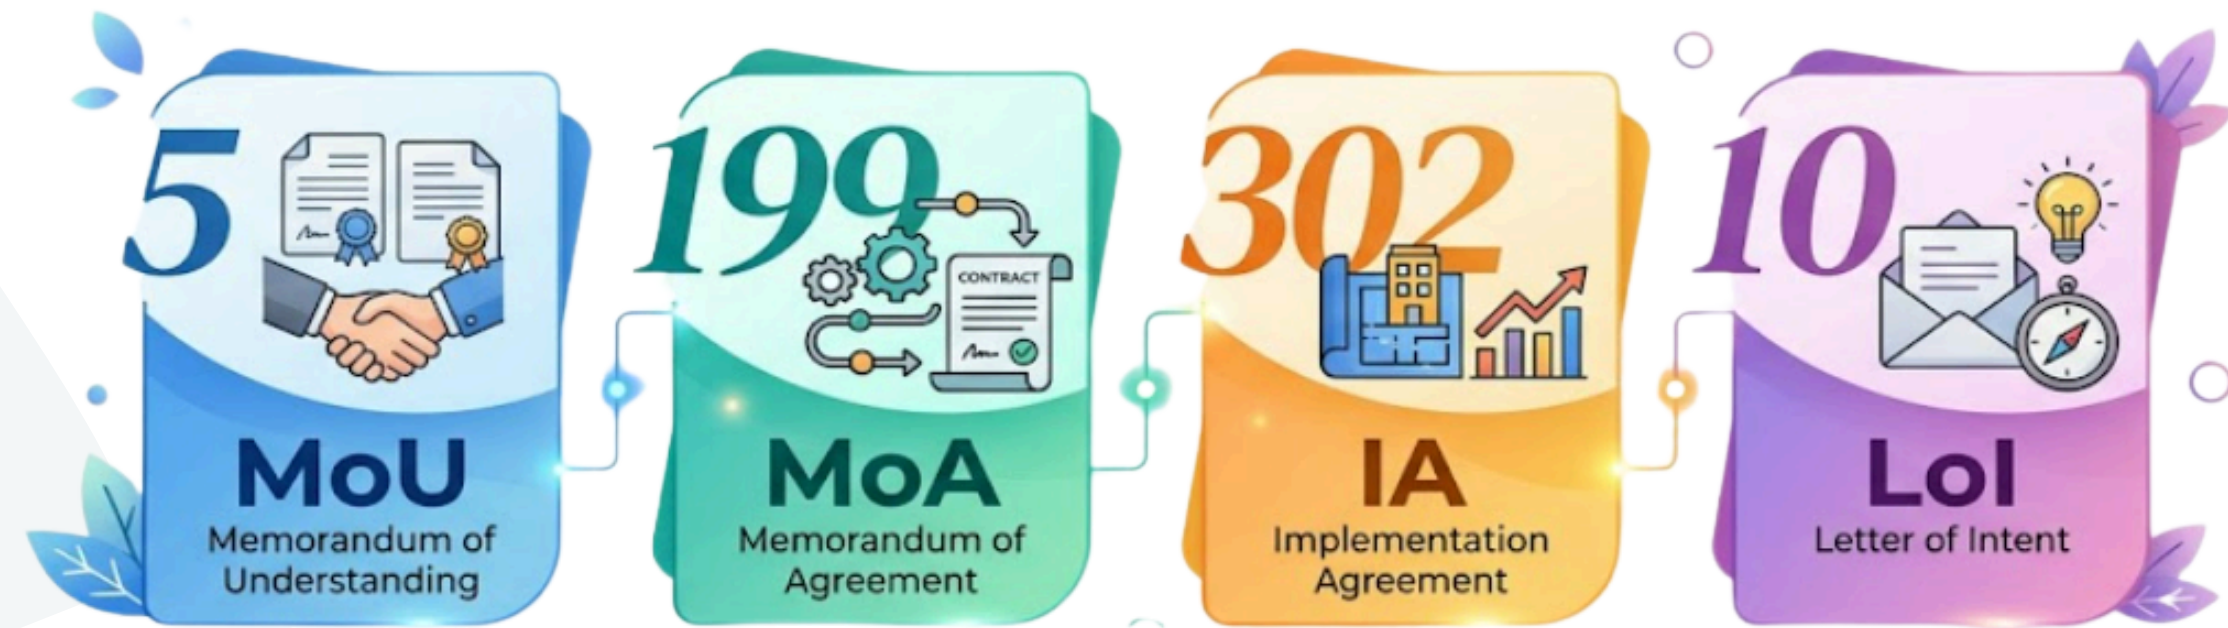 5
MoU
Memorandum of
Understanding
199
CONTRACT
MoA
Memorandum of
Agreement
302
IA
Implementation
Agreement
10
LoI
Letter of Intent